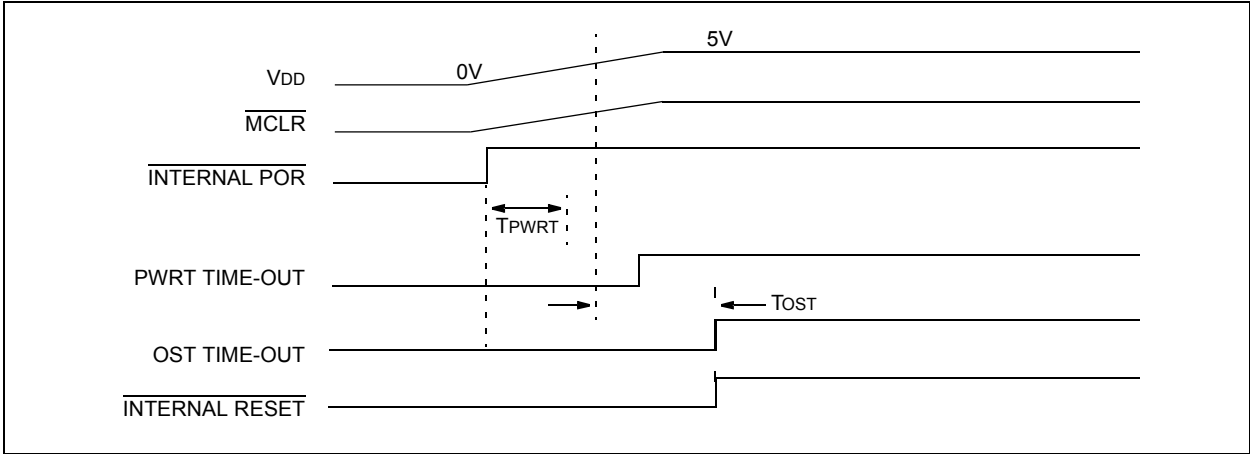 5V
VDD 0V
MCLR
INTERNAL POR
TPWRT
PWRT TIME-OUT
TOST
OST TIME-OUT
INTERNAL RESET